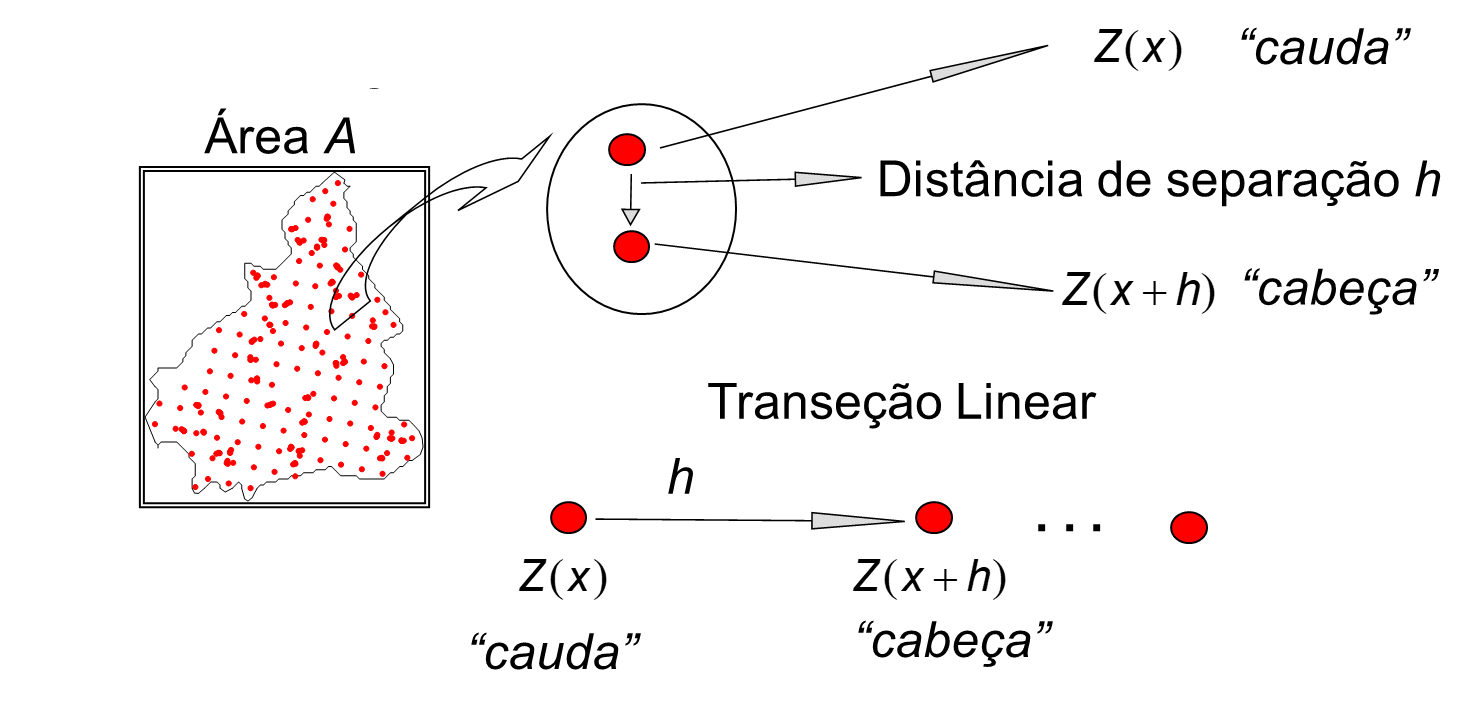 Z(x) “cauda”
Área A
Distância de separação h
Z(x + h) “cabeça”
Transeção Linear
h
. . .
Z(x) Z(x + h)
“cauda” “cabeça”